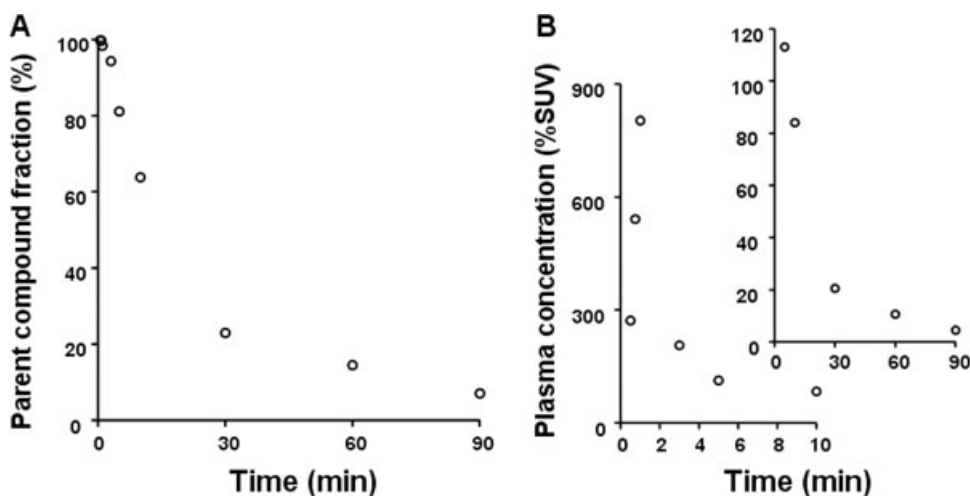 A
Parent compound fraction (%)
100
80
60
40
20
0
0 30 60 90
Time (min)
B
Plasma concentration (%SUV)
900
600
300
0
0 2 4 6 8 10
Time (min)
120
100
80
60
40
20
0
0 30 60 90